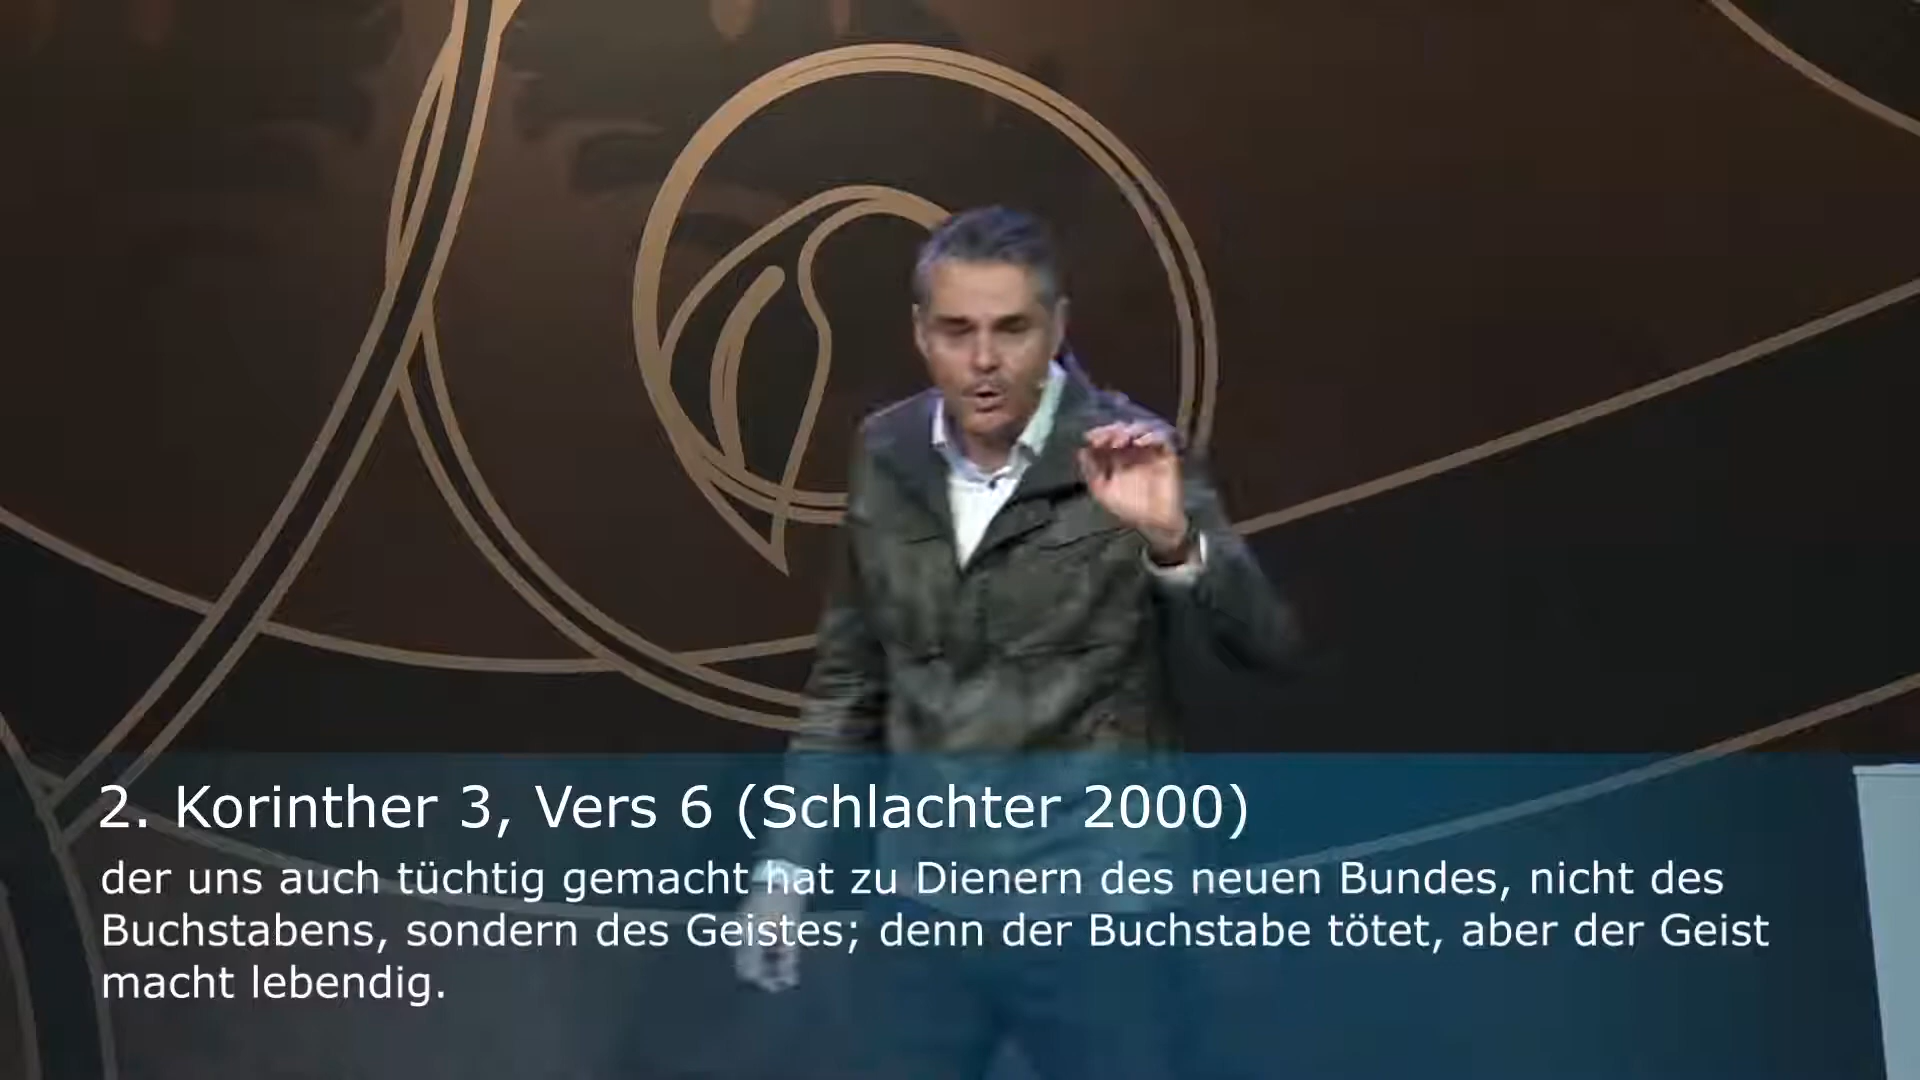 2. Korinther 3, Vers 6 (Schlachter 2000)
der uns auch tüchtig gemacht hat zu Dienern des neuen Bundes, nicht des
Buchstabens, sondern des Geistes; denn der Buchstabe tötet, aber der Geist
macht lebendig.